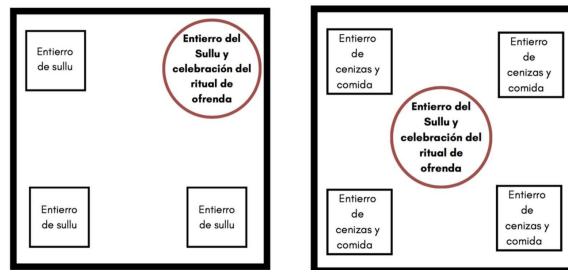 Entierro
de sullu
Entierro del
Sullu y
celebración del
ritual de
ofrenda
Entierro
de sullu
Entierro
de sullu
Entierro
de
cenizas y
comida
Entierro
de
cenizas y
comida
Entierro del
Sullu y
celebración del
ritual de
ofrenda
Entierro
de
cenizas y
comida
Entierro
de
cenizas y
comida